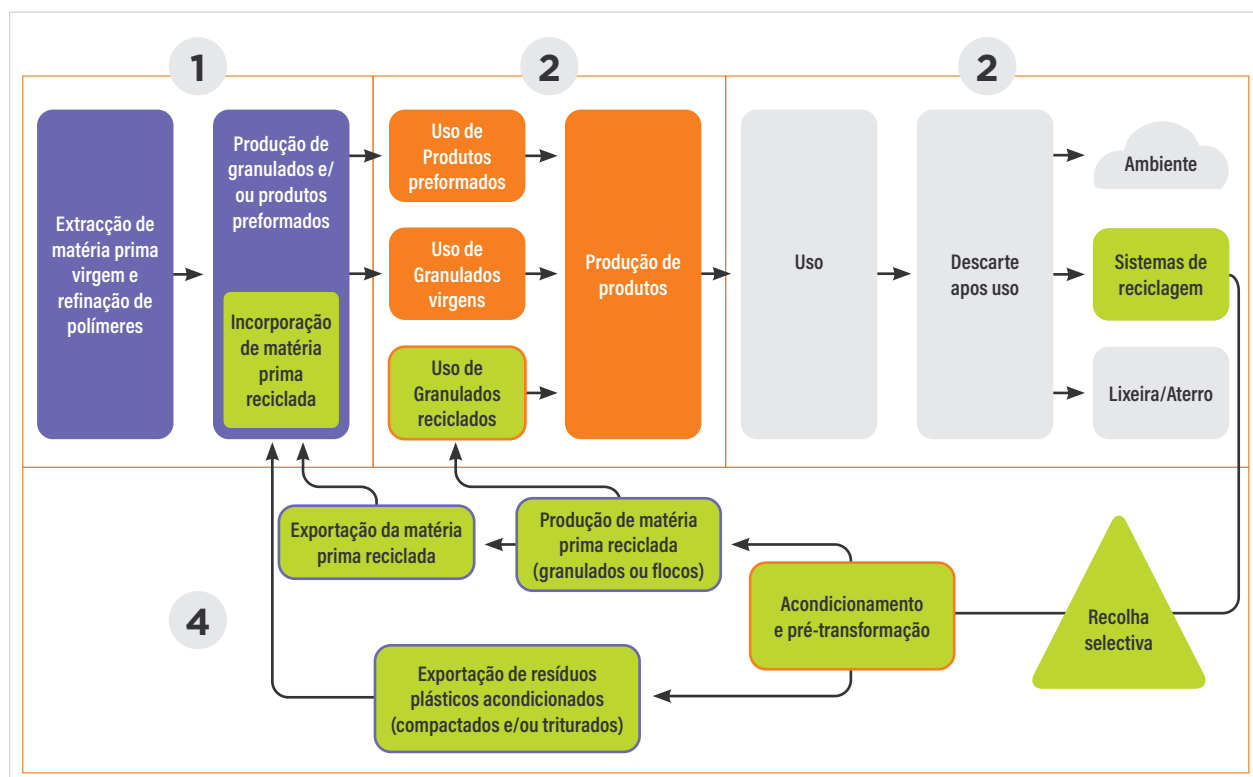 1
2
2
Extracção de
matéria prima
virgem e
refinação de
polímeres
Produção de
granulados e/
ou produtos
preformados
Incorporação
de matéria
prima
reciclada
Uso de
Produtos
preformados
Uso de
Granulados
virgens
Uso de
Granulados
reciclados
Produção de
produtos
Uso
Descarte
apos uso
Ambiente
Sistemas de
reciclagem
Lixeira/Aterro
4
Exportação da matéria
prima reciclada
Produção de matéria
prima reciclada
(granulados ou flocos)
Acondicionamento
e pré-transformação
Recolha
selectiva
Exportação de resíduos
plásticos acondicionados
(compactados e/ou triturados)